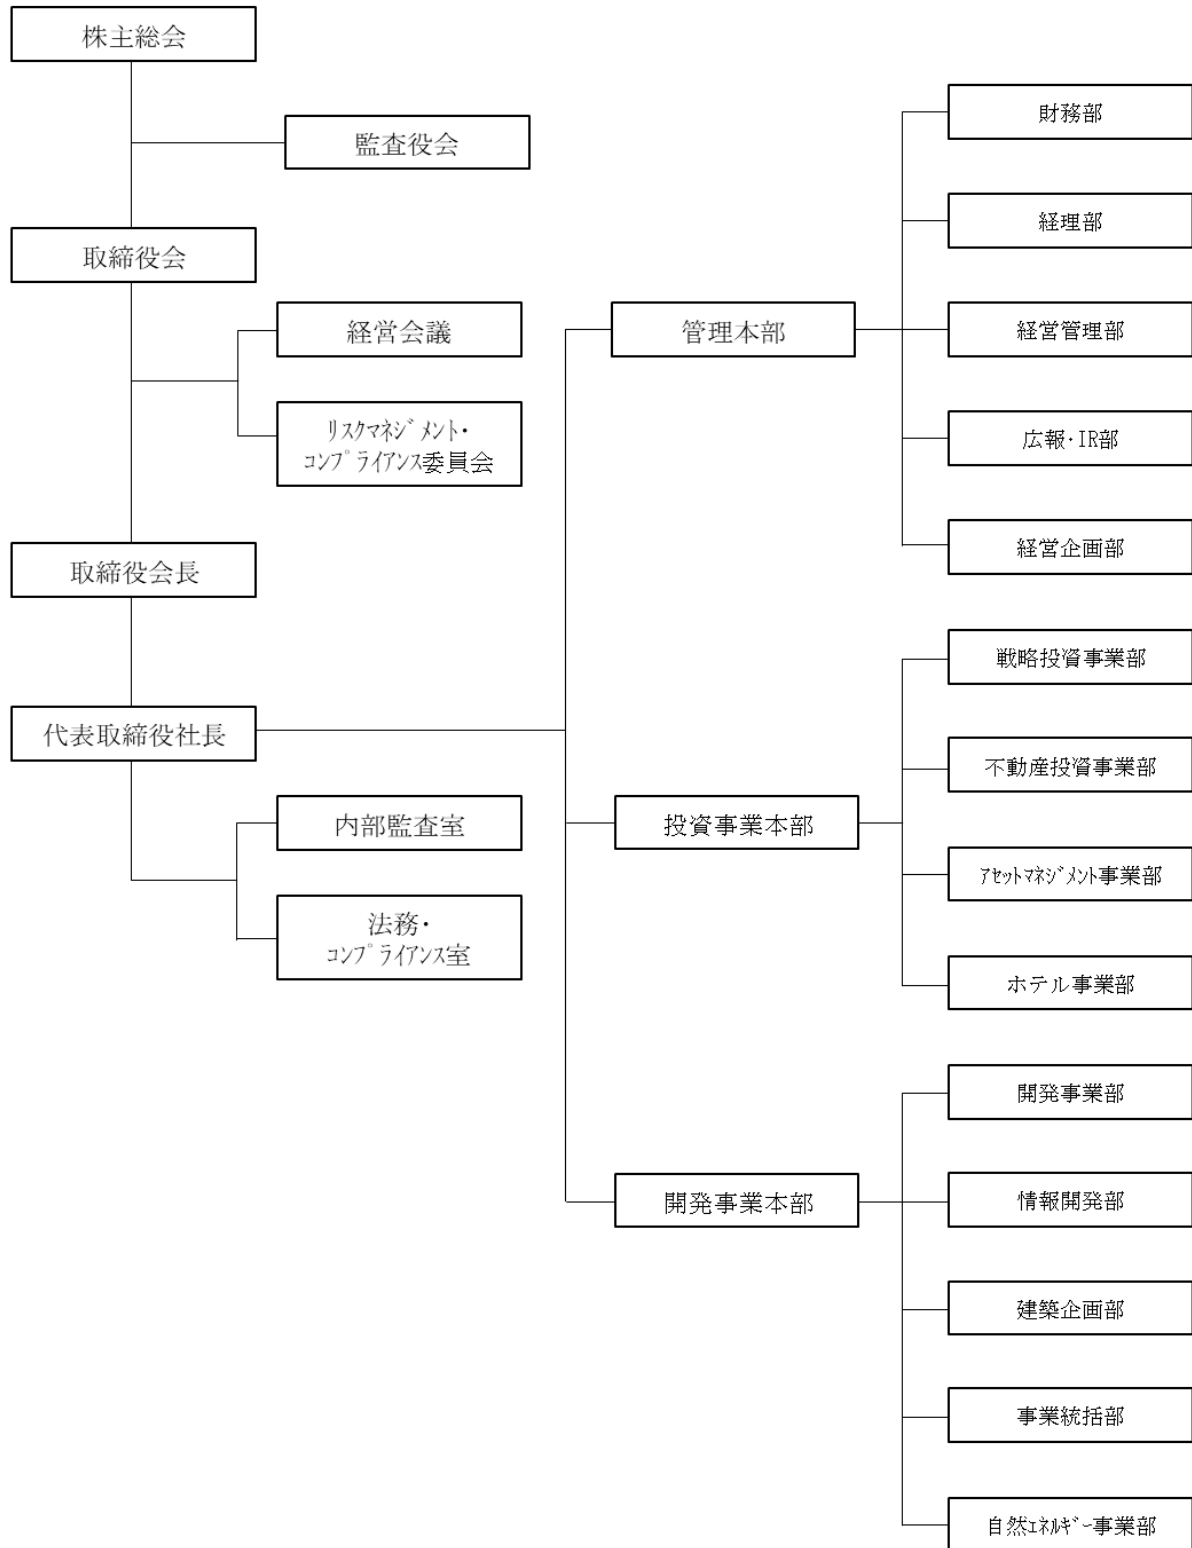 株主総会
監査役会
取締役会
経営会議
ﾘｽｸﾏﾈｼﾞﾒﾝﾄ・
ｺﾝﾌﾟﾗｲｱﾝｽ委員会
取締役会長
代表取締役社長
内部監査室
法務・
ｺﾝﾌﾟﾗｲｱﾝｽ室
管理本部
財務部
経理部
経営管理部
広報・IR部
経営企画部
投資事業本部
戦略投資事業部
不動産投資事業部
ｱｾｯﾄﾏﾈｼﾞﾒﾝﾄ事業部
ホテル事業部
開発事業本部
開発事業部
情報開発部
建築企画部
事業統括部
自然ｴﾈﾙｷﾞｰ事業部